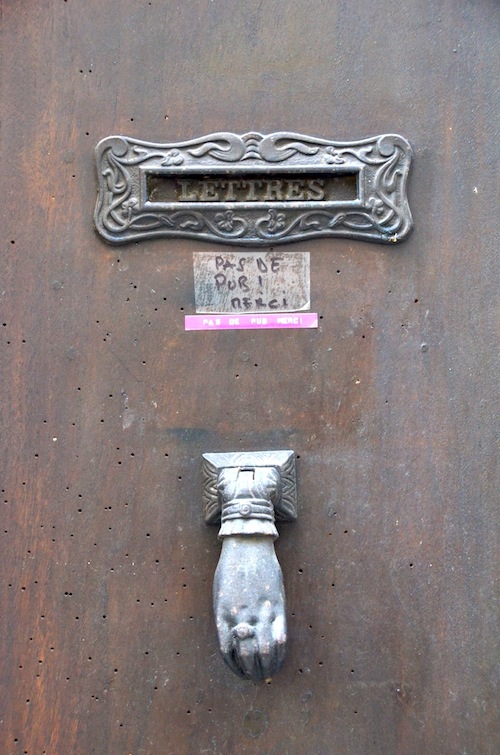 LETTRES
PAS DE
PUB!
MERCI
PAS DE PUB MERCI